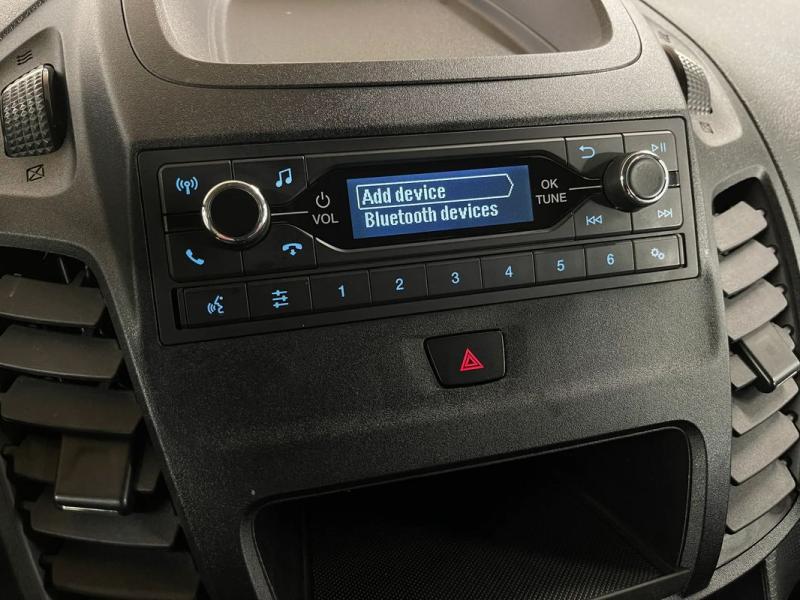 Add device
Bluetooth devices
VOL
OK
TUNE
1 2 3 4 5 6